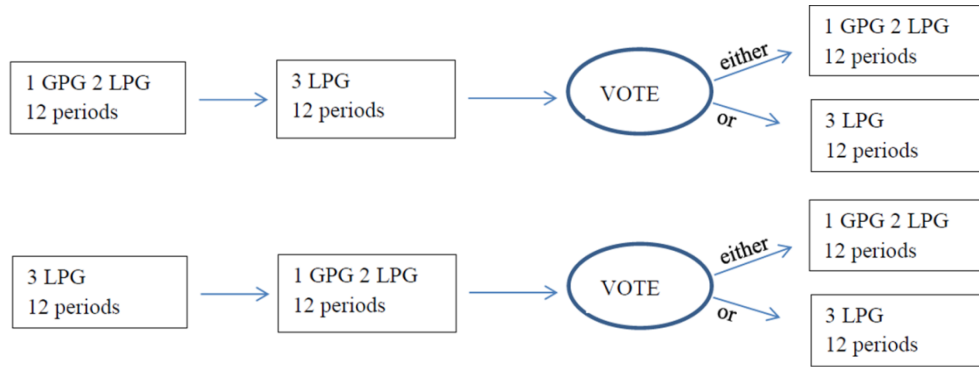 1 GPG 2 LPG
12 periods
3 LPG
12 periods
VOTE
either
or
1 GPG 2 LPG
12 periods
3 LPG
12 periods
3 LPG
12 periods
1 GPG 2 LPG
12 periods
VOTE
either
or
1 GPG 2 LPG
12 periods
3 LPG
12 periods